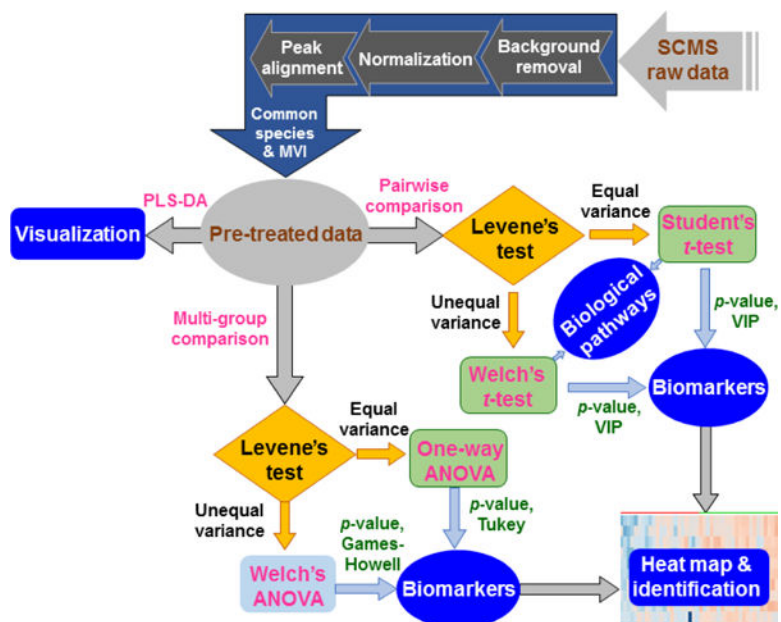 Peak
alignment
Normalization
Background
removal
SCMS
raw data
Common
species
& MVI
PLS-DA
Visualization
Pre-treated data
Pairwise
comparison
Levene's
test
Equal
variance
Student's
t-test
Unequal
variance
Biological
pathways
p-value,
VIP
Welch's
t-test
p-value,
VIP
Biomarkers
Multi-group
comparison
Levene's
test
Equal
variance
One-way
ANOVA
Unequal
variance
p-value,
Games-
Howell
p-value,
Tukey
Welch's
ANOVA
Biomarkers
Heat map &
identification